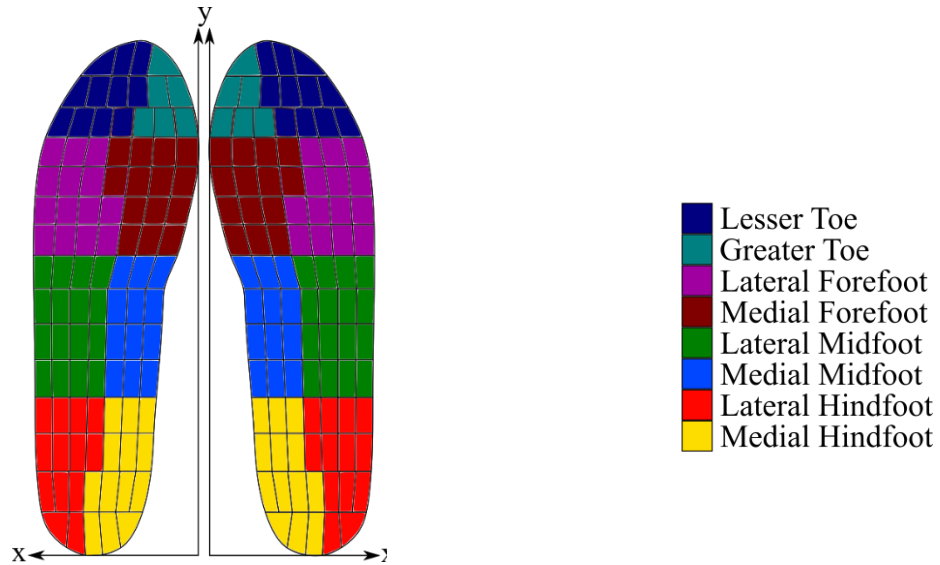 y
Lesser Toe
Greater Toe
Lateral Forefoot
Medial Forefoot
Lateral Midfoot
Medial Midfoot
Lateral Hindfoot
Medial Hindfoot
x x